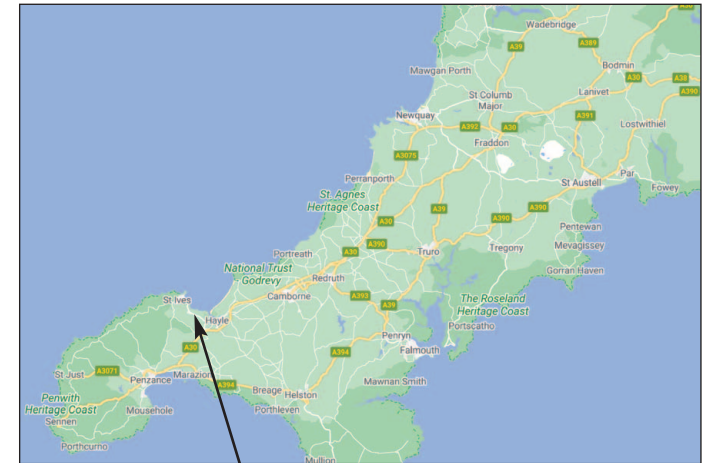 A38
Wadebridge
A39
A389
Bodmin
Mawgan Porth
A30
A38
St Columb
Major
Lanivet
A390
Newquay
A391
A392
A30
Lostwithiel
Fraddon
A3075
Par
Perranporth
St Austell
Fowey
St. Agnes
Heritage Coast
A39
A390
A30
A390
Pentewan
A390
Truro
Tregony
Mevagissey
Portreath
A30
Gorran Haven
National Trust
Godrevy
Redruth
Camborne
A393
The Roseland
Heritage Coast
St Ives
A39
Hayle
Portscatho
Penryn
A30
A394
Falmouth
St Just
A3071
Penzance
Marazion
A394
Mawnan Smith
Breage
Helston
Penwith
Heritage Coast
Mousehole
Porthleven
Sennen
Porthcurno
Mullion